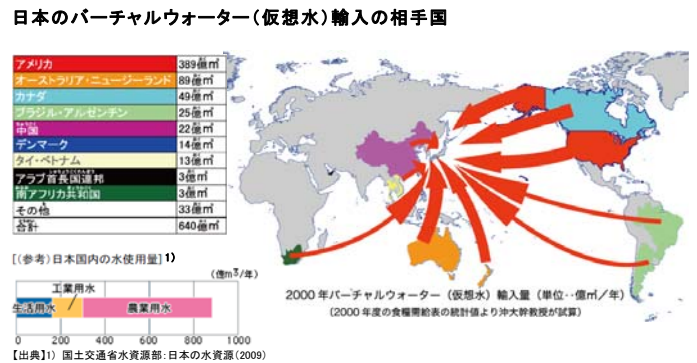 日本のバーチャルウォーター（仮想水）輸入の相手国
アメリカ 389億㎥
オーストラリア・ニュージーランド 89億㎥
カナダ 49億㎥
ブラジル・アルゼンチン 25億㎥
中国 22億㎥
デンマーク 14億㎥
タイ・ベトナム 13億㎥
アラブ首長国連邦 3億㎥
南アフリカ共和国 3億㎥
その他 33億㎥
合計 640億㎥
[（参考）日本国内の水使用量] 1)
（億m³/年）
工業用水
生活用水 農業用水
0 200 400 600 800 1000
【出典】1） 国土交通省水資源部：日本の水資源（2009）
2000年バーチャルウォーター（仮想水）輸入量（単位‥億㎥／年）
（2000年度の食糧需給表の統計値より沖大幹教授が試算）